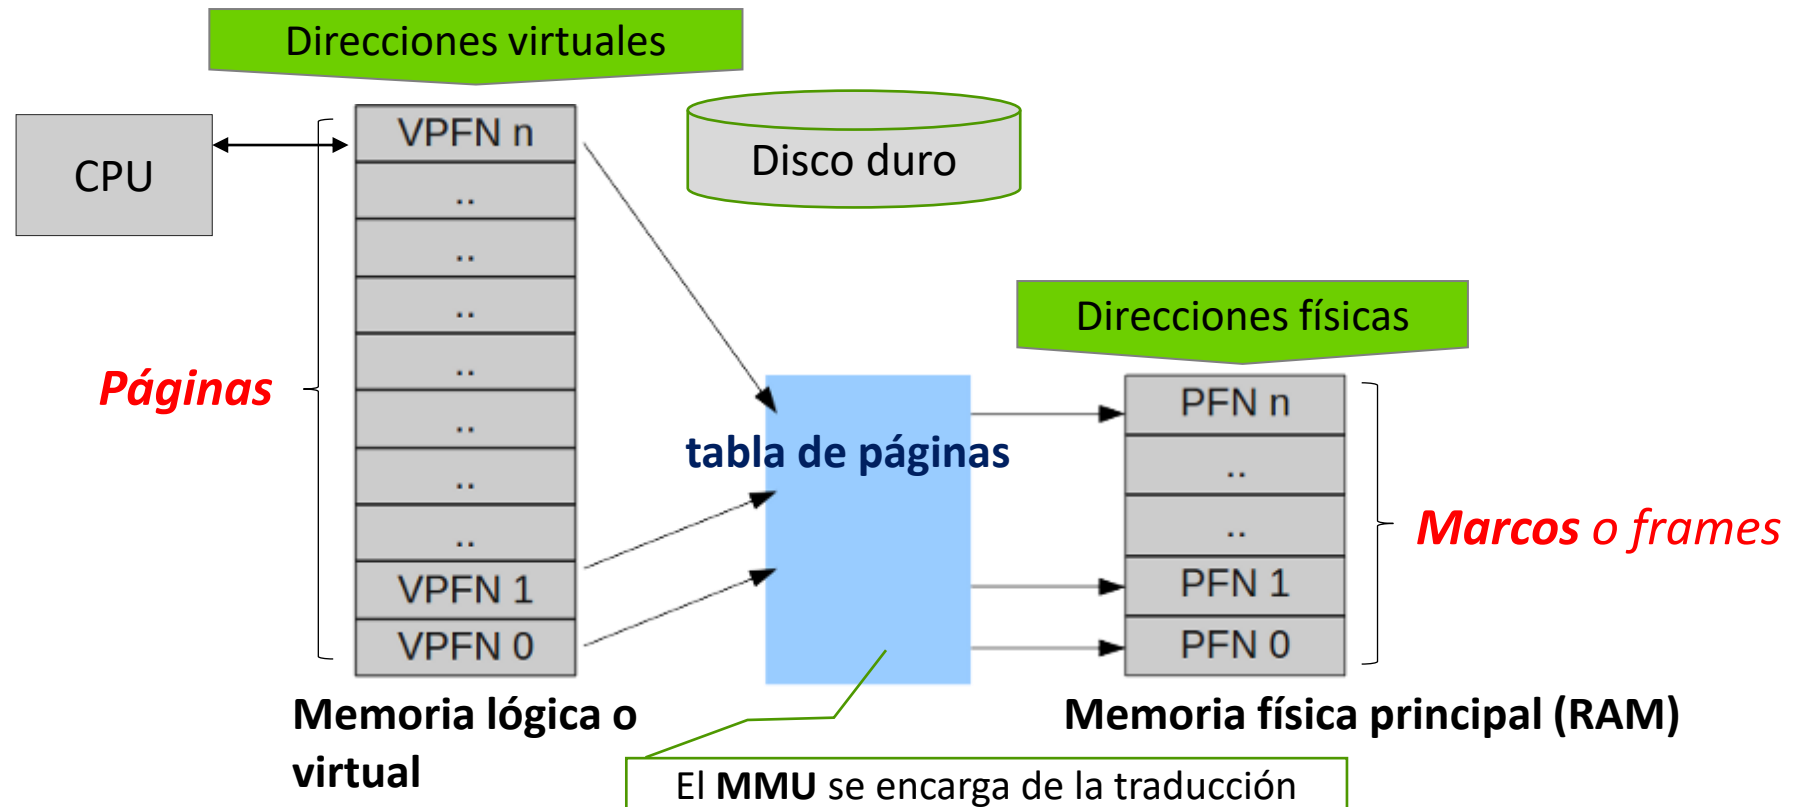 Direcciones virtuales
CPU
VPFN n
..
..
..
..
..
..
..
VPFN 1
VPFN 0
Páginas
Memoria lógica o
virtual
Disco duro
tabla de páginas
El MMU se encarga de la traducción
Direcciones físicas
PFN n
..
..
PFN 1
PFN 0
Marcos o frames
Memoria física principal (RAM)